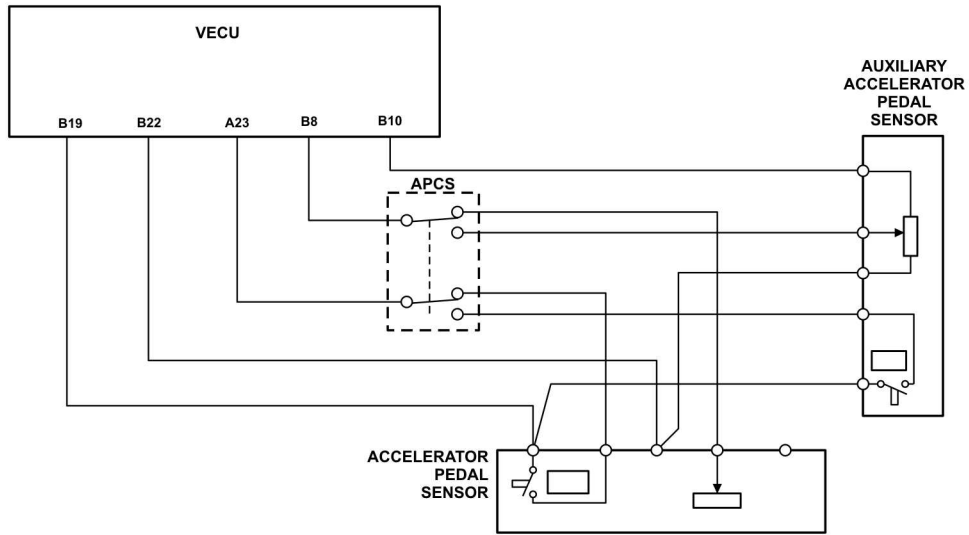 VECU
B19 B22 A23 B8 B10
AUXILIARY
ACCELERATOR
PEDAL
SENSOR
APCS
ACCELERATOR
PEDAL
SENSOR